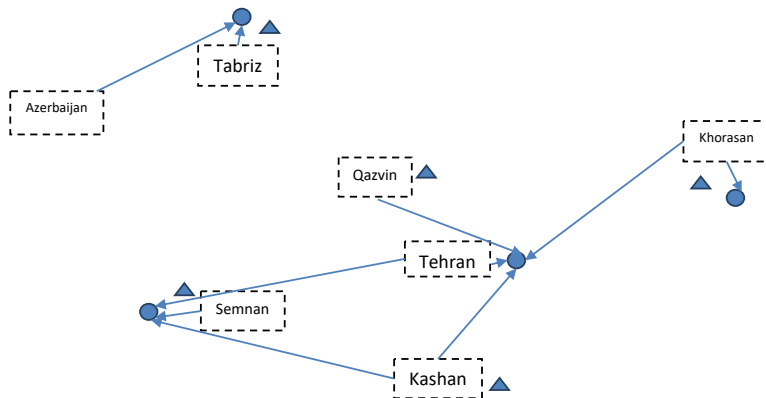 Tabriz
Azerbaijan
Khorasan
Qazvin
Tehran
Semnan
Kashan